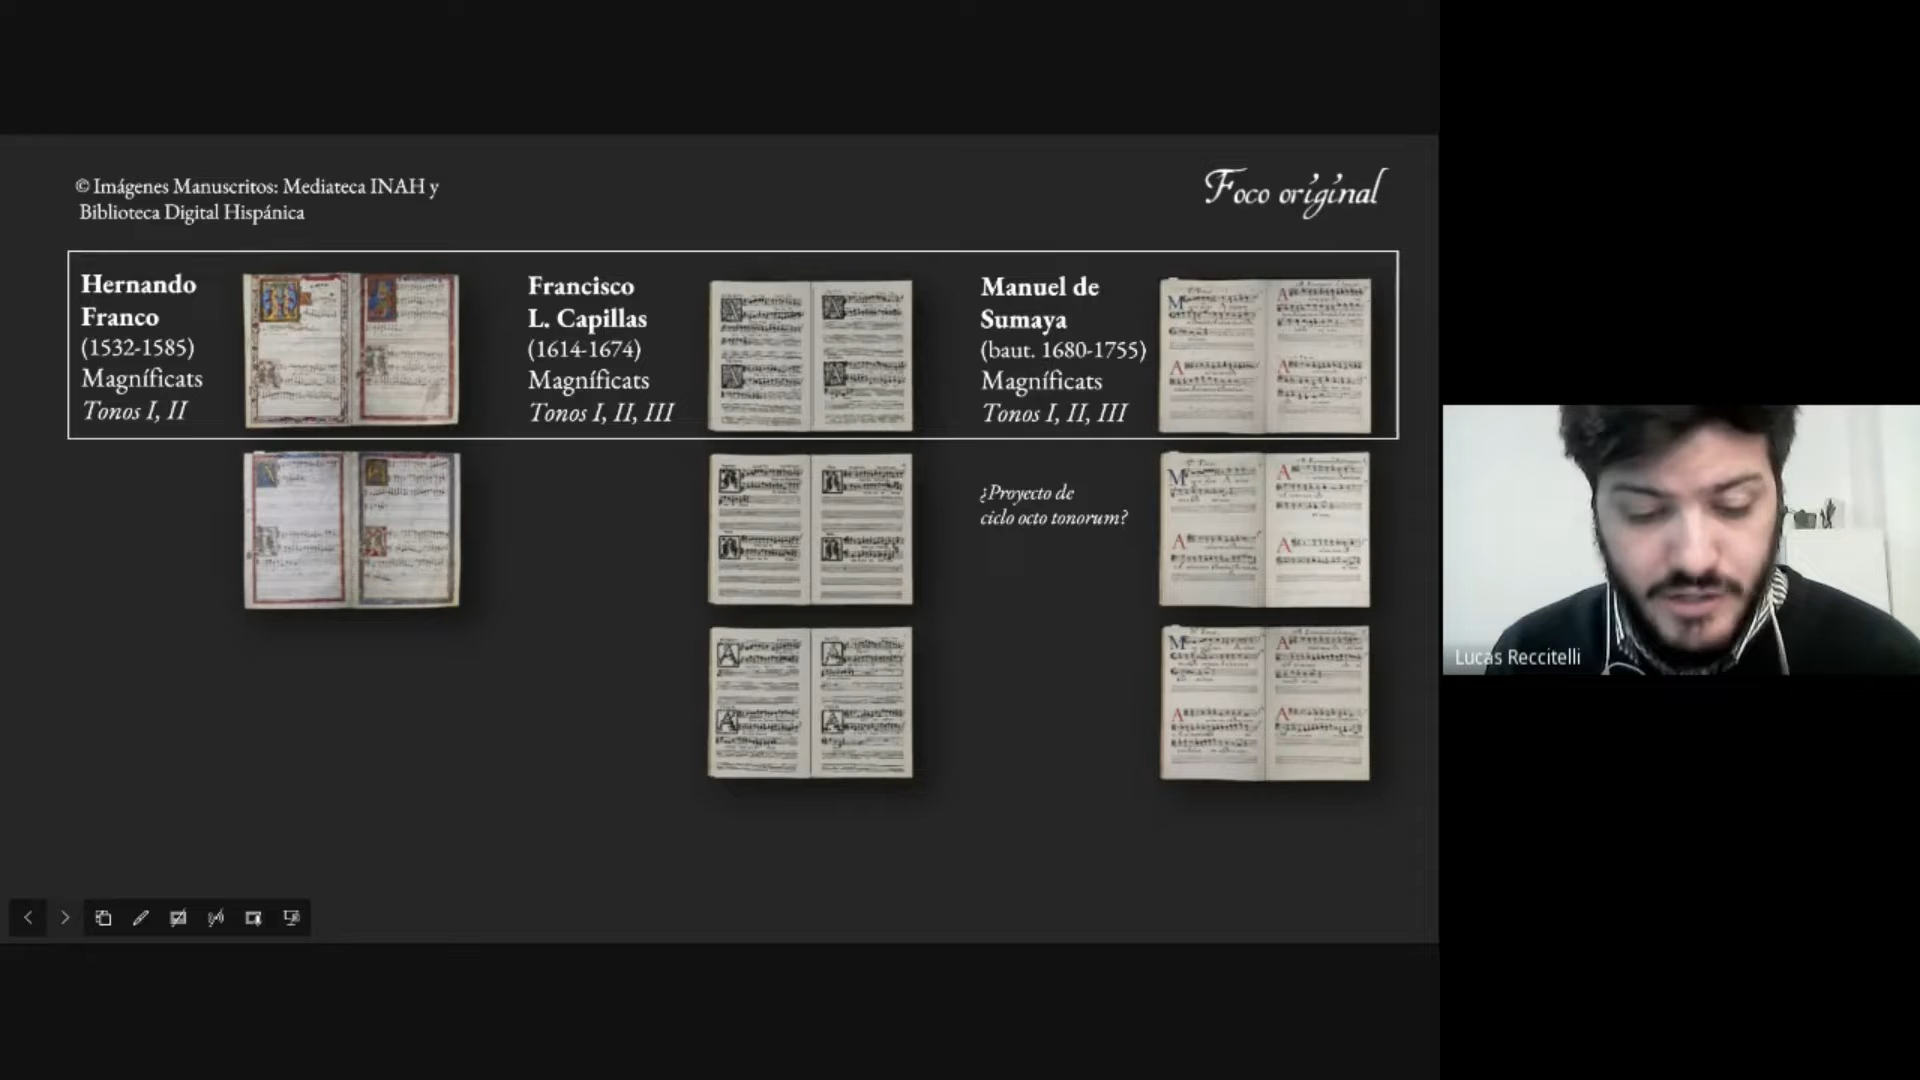 © Imágenes Manuscritos: Mediateca INAH y
Biblioteca Digital Hispánica
Foco original
Hernando
Franco
(1532-1585)
Magníficats
Tonos I, II
Francisco
L. Capillas
(1614-1674)
Magníficats
Tonos I, II, III
Manuel de
Sumaya
(baut. 1680-1755)
Magníficats
Tonos I, II, III
¿Proyecto de
ciclo octo tonorum?
Lucas Reccitelli